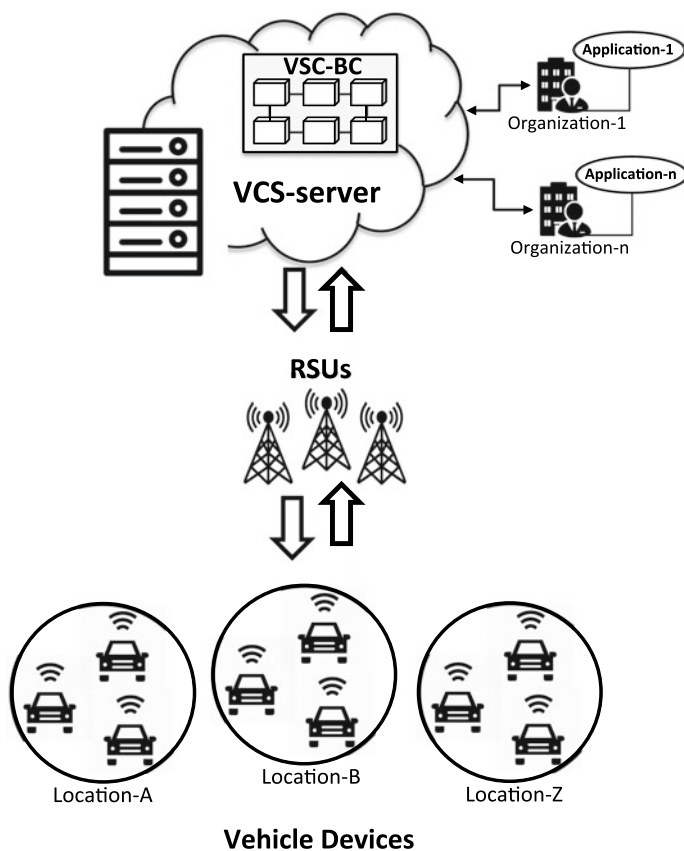 VSC-BC
VCS-server
Application-1
Organization-1
Application-n
Organization-n
RSUs
Location-A
Location-B
Location-Z
Vehicle Devices